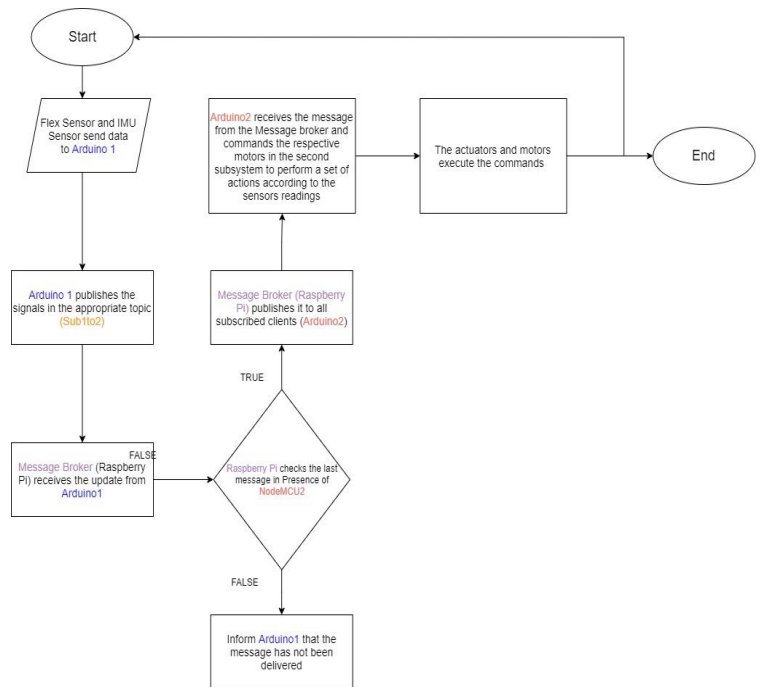 Start
Flex Sensor and IMU
Sensor send data
to Arduino 1
Arduino 1 publishes the
signals in the appropriate topic
(Sub1to2)
FALSE
Message Broker (Raspberry
Pi) receives the update from
Arduino1
Raspberry Pi checks the last
message in Presence of
NodeMCU2
TRUE
Message Broker (Raspberry
Pi) publishes it to all
subscribed clients (Arduino2)
Arduino2 receives the message
from the Message broker and
commands the respective
motors in the second
subsystem to perform a set of
actions according to the
sensors readings
The actuators and motors
execute the commands
End
FALSE
Inform Arduino1 that the
message has not been
delivered